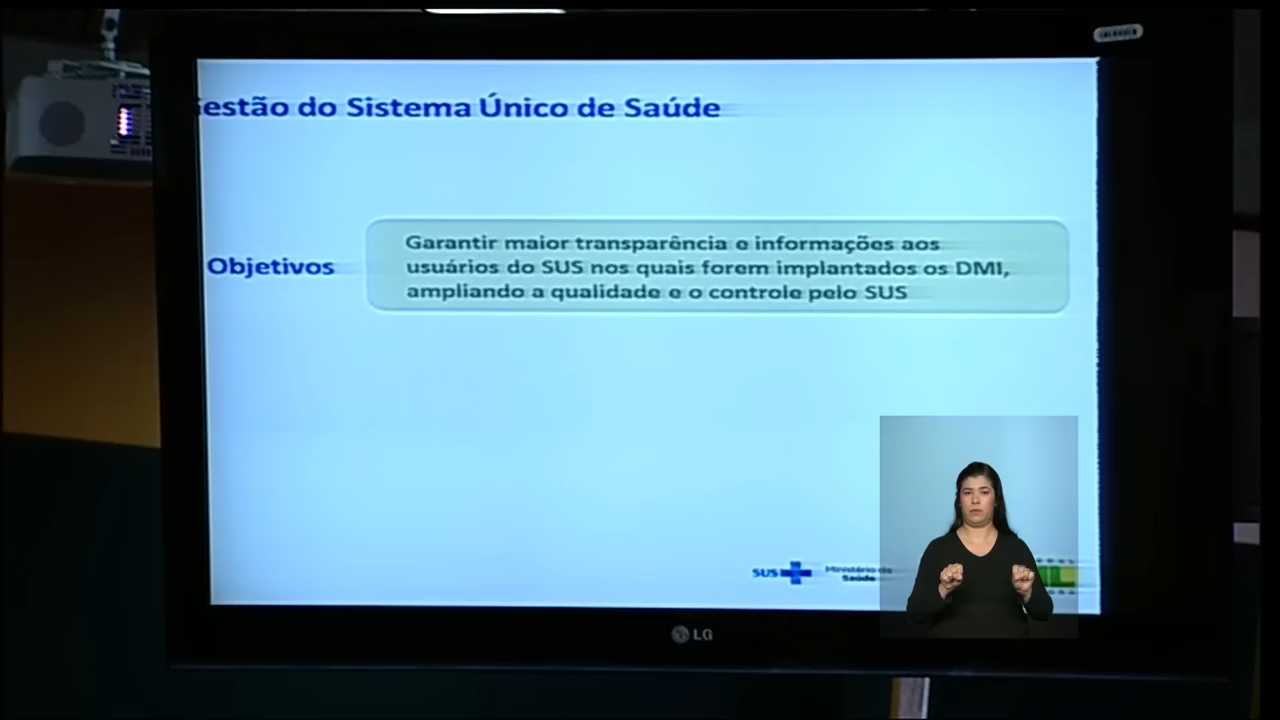 Gestão do Sistema Único de Saúde
Objetivos
Garantir maior transparência e informações aos
usuários do SUS nos quais forem implantados os DMI,
ampliando a qualidade e o controle pelo SUS
SUS
Ministério da
Saúde
LG